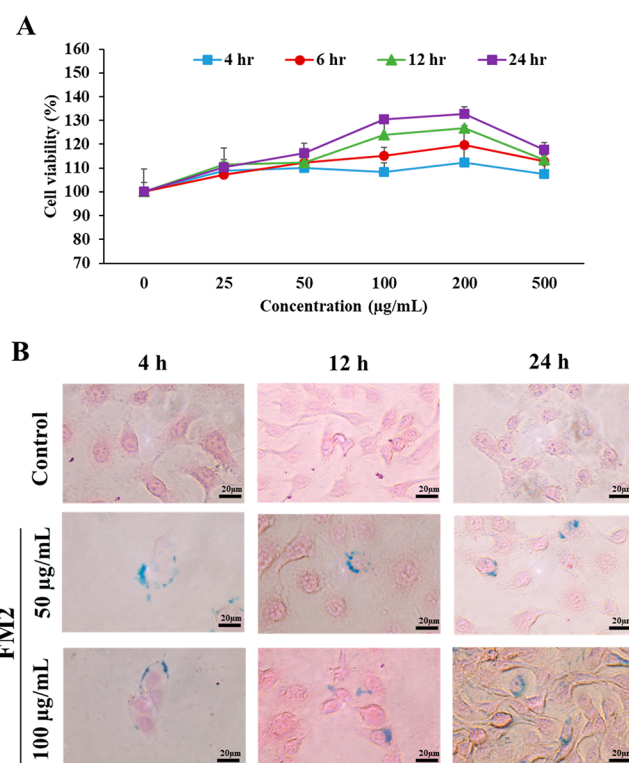 A
160
150
140
130
120
110
100
90
80
70
Cell viability (%)
4 hr
6 hr
12 hr
24 hr
0
25
50
100
200
500
Concentration (µg/mL)
B
4 h
12 h
24 h
Control
20µm
20µm
20µm
FM2
50 µg/mL
20µm
20µm
20µm
100 µg/mL
20µm
20µm
20µm